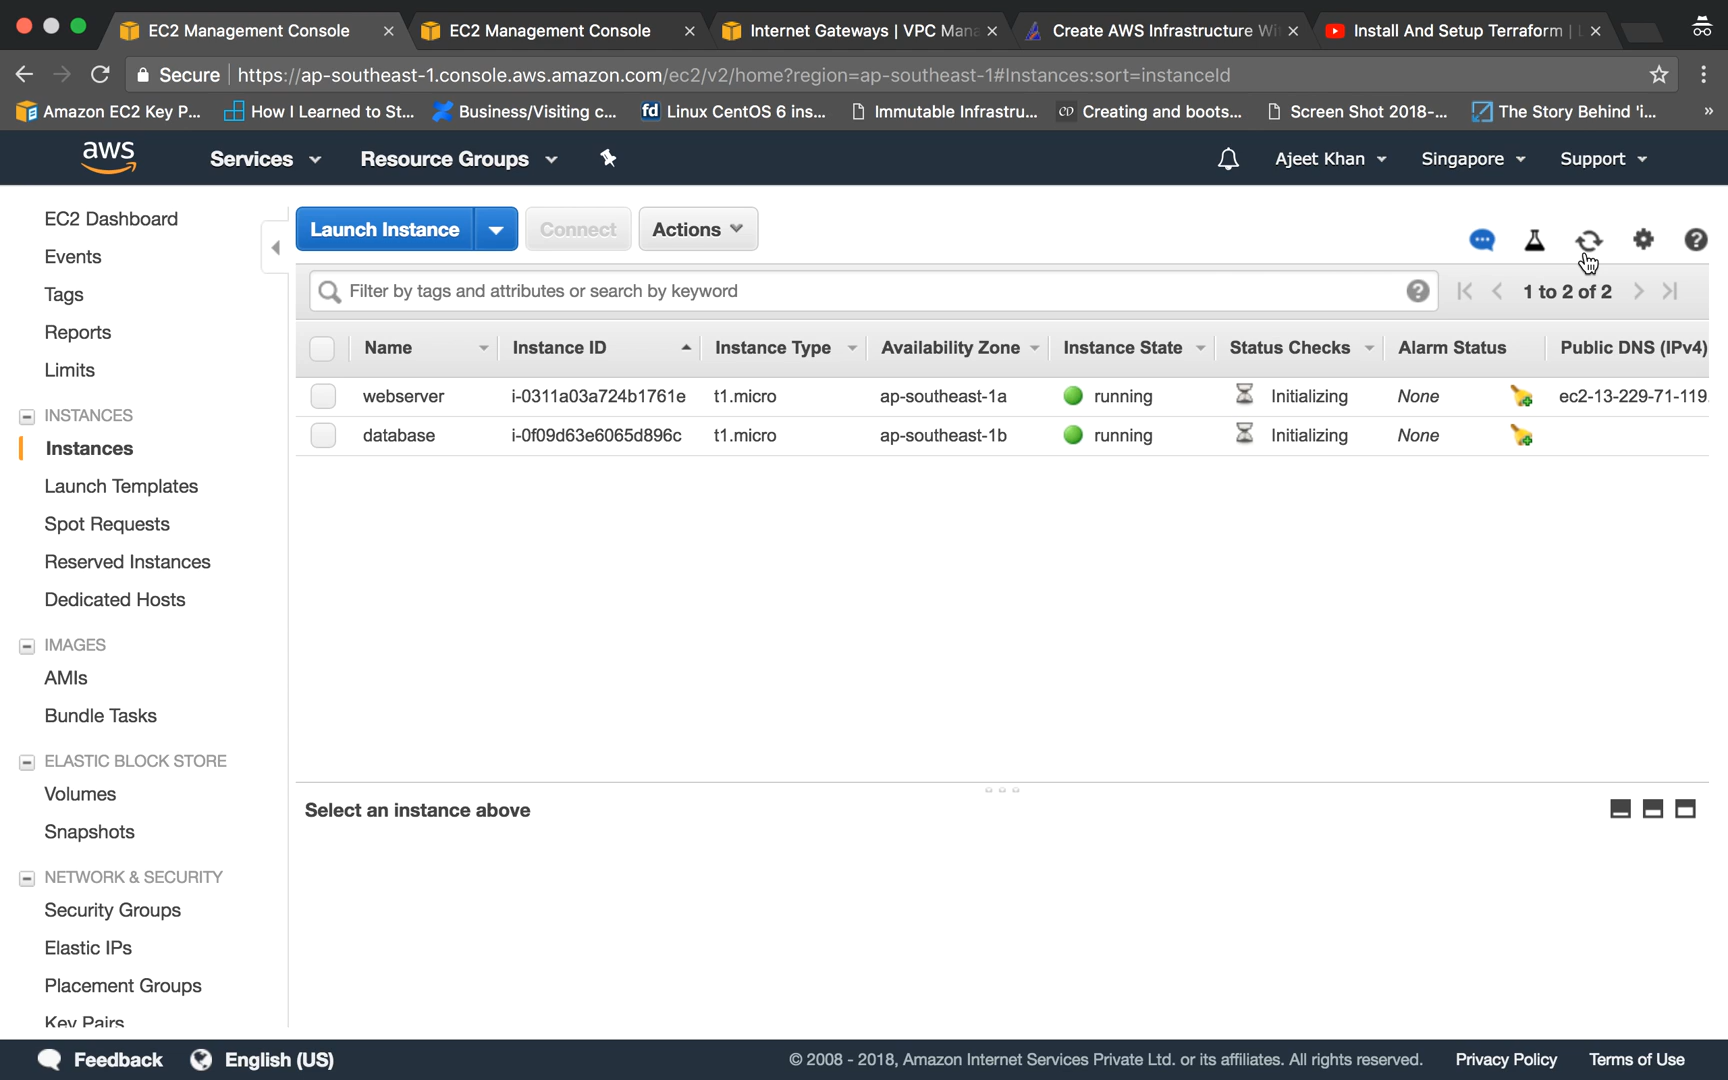 EC2 Management Console
EC2 Management Console
Internet Gateways | VPC Mana
Create AWS Infrastructure Wi
Install And Setup Terraform |
Secure https://ap-southeast-1.console.aws.amazon.com/ec2/v2/home?region=ap-southeast-1#Instances:sort=instanceId
Amazon EC2 Key P...
How I Learned to St...
Business/Visiting c...
fd Linux CentOS 6 ins...
Immutable Infrastru...
Creating and boots...
Screen Shot 2018-...
The Story Behind 'i...
»
aws
Services
Resource Groups
Ajeet Khan
Singapore
Support
EC2 Dashboard
Events
Tags
Reports
Limits
INSTANCES
Instances
Launch Templates
Spot Requests
Reserved Instances
Dedicated Hosts
IMAGES
AMIs
Bundle Tasks
ELASTIC BLOCK STORE
Volumes
Snapshots
NETWORK & SECURITY
Security Groups
Elastic IPs
Placement Groups
Key Pairs
Launch Instance
Connect
Actions
Filter by tags and attributes or search by keyword
1 to 2 of 2
Name Instance ID Instance Type Availability Zone Instance State Status Checks Alarm Status Public DNS (IPv4)
webserver i-0311a03a724b1761e t1.micro ap-southeast-1a running Initializing None ec2-13-229-71-119.
database i-0f09d63e6065d896c t1.micro ap-southeast-1b running Initializing None
Select an instance above
Feedback
English (US)
© 2008 - 2018, Amazon Internet Services Private Ltd. or its affiliates. All rights reserved.
Privacy Policy
Terms of Use